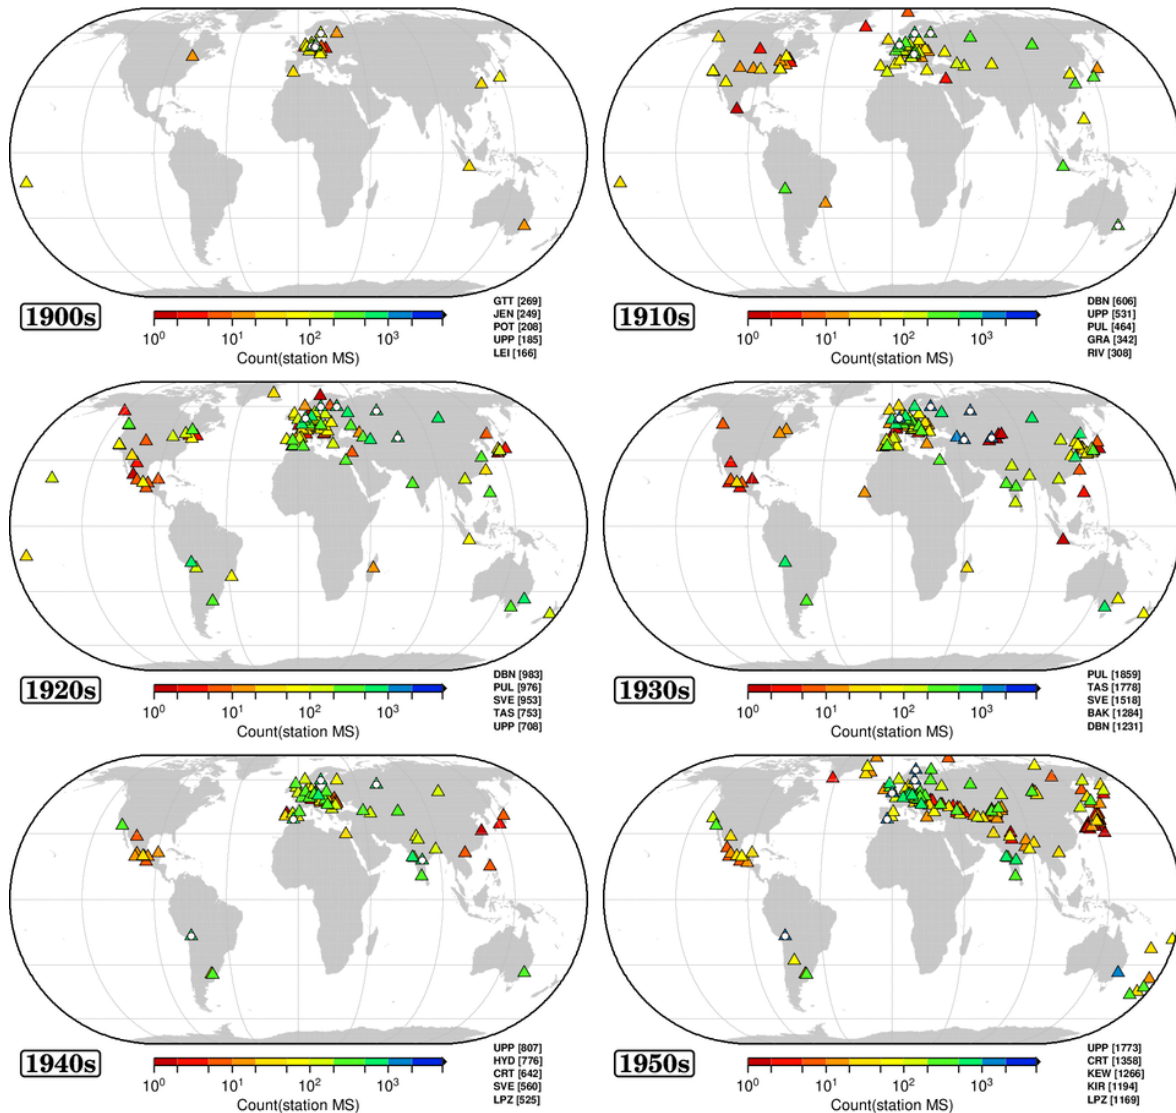 GTT [269]
JEN [249]
POT [208]
UPP [185]
LEI [166]
1900s
10^0 10^1 10^2 10^3
Count(station MS)
DBN [606]
UPP [531]
PUL [464]
GRA [342]
RIV [308]
1910s
10^0 10^1 10^2 10^3
Count(station MS)
DBN [983]
PUL [976]
SVE [953]
TAS [753]
UPP [708]
1920s
10^0 10^1 10^2 10^3
Count(station MS)
PUL [1859]
TAS [1778]
SVE [1518]
BAK [1284]
DBN [1231]
1930s
10^0 10^1 10^2 10^3
Count(station MS)
UPP [807]
HYD [776]
CRT [642]
SVE [560]
LPZ [525]
1940s
10^0 10^1 10^2 10^3
Count(station MS)
UPP [1773]
CRT [1358]
KEW [1266]
KIR [1194]
LPZ [1169]
1950s
10^0 10^1 10^2 10^3
Count(station MS)